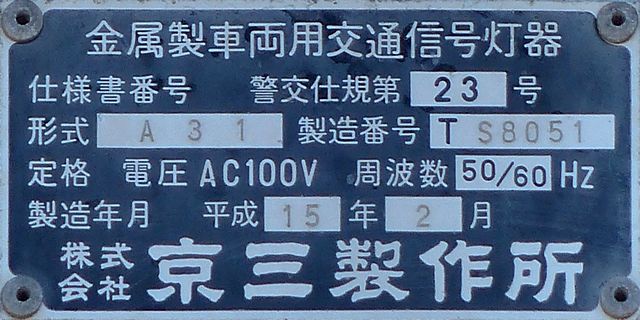 金属製車両用交通信号灯器
仕様書番号 警交仕規第 23 号
形式 A31 製造番号 T S8051
定格 電圧 AC100V 周波数 50/60 Hz
製造年月 平成 15 年 2 月
株式会社 京三製作所